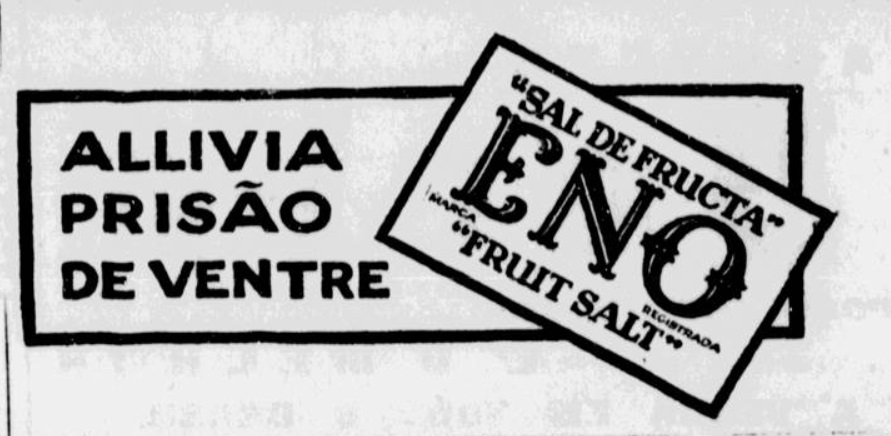 ALLIVIA
PRISÃO
DE VENTRE
"SAL DE FRUCTA"
ENO
MARCA
REGISTRADA
"FRUIT SALT"